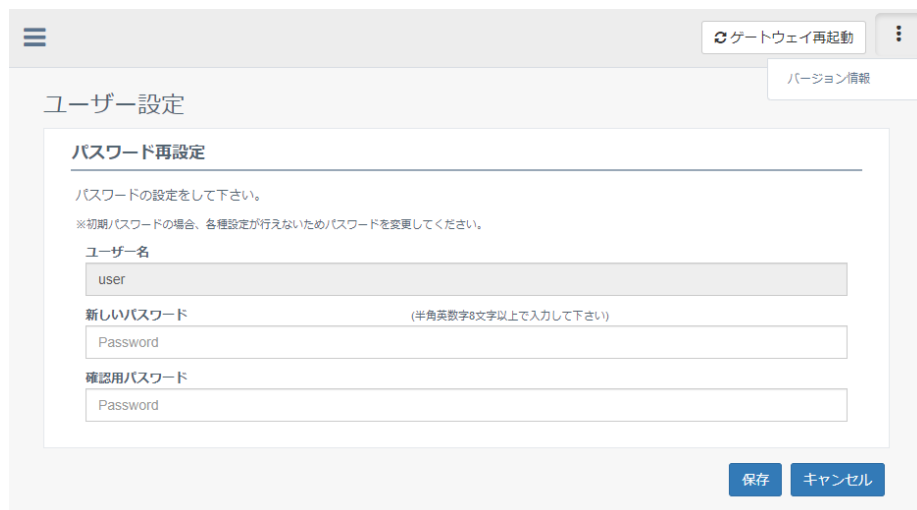 ゲートウェイ再起動
バージョン情報
ユーザー設定
パスワード再設定
パスワードの設定をして下さい。
※初期パスワードの場合、各種設定が行えないためパスワードを変更してください。
ユーザー名
user
新しいパスワード (半角英数字8文字以上で入力して下さい)
Password
確認用パスワード
Password
保存 キャンセル